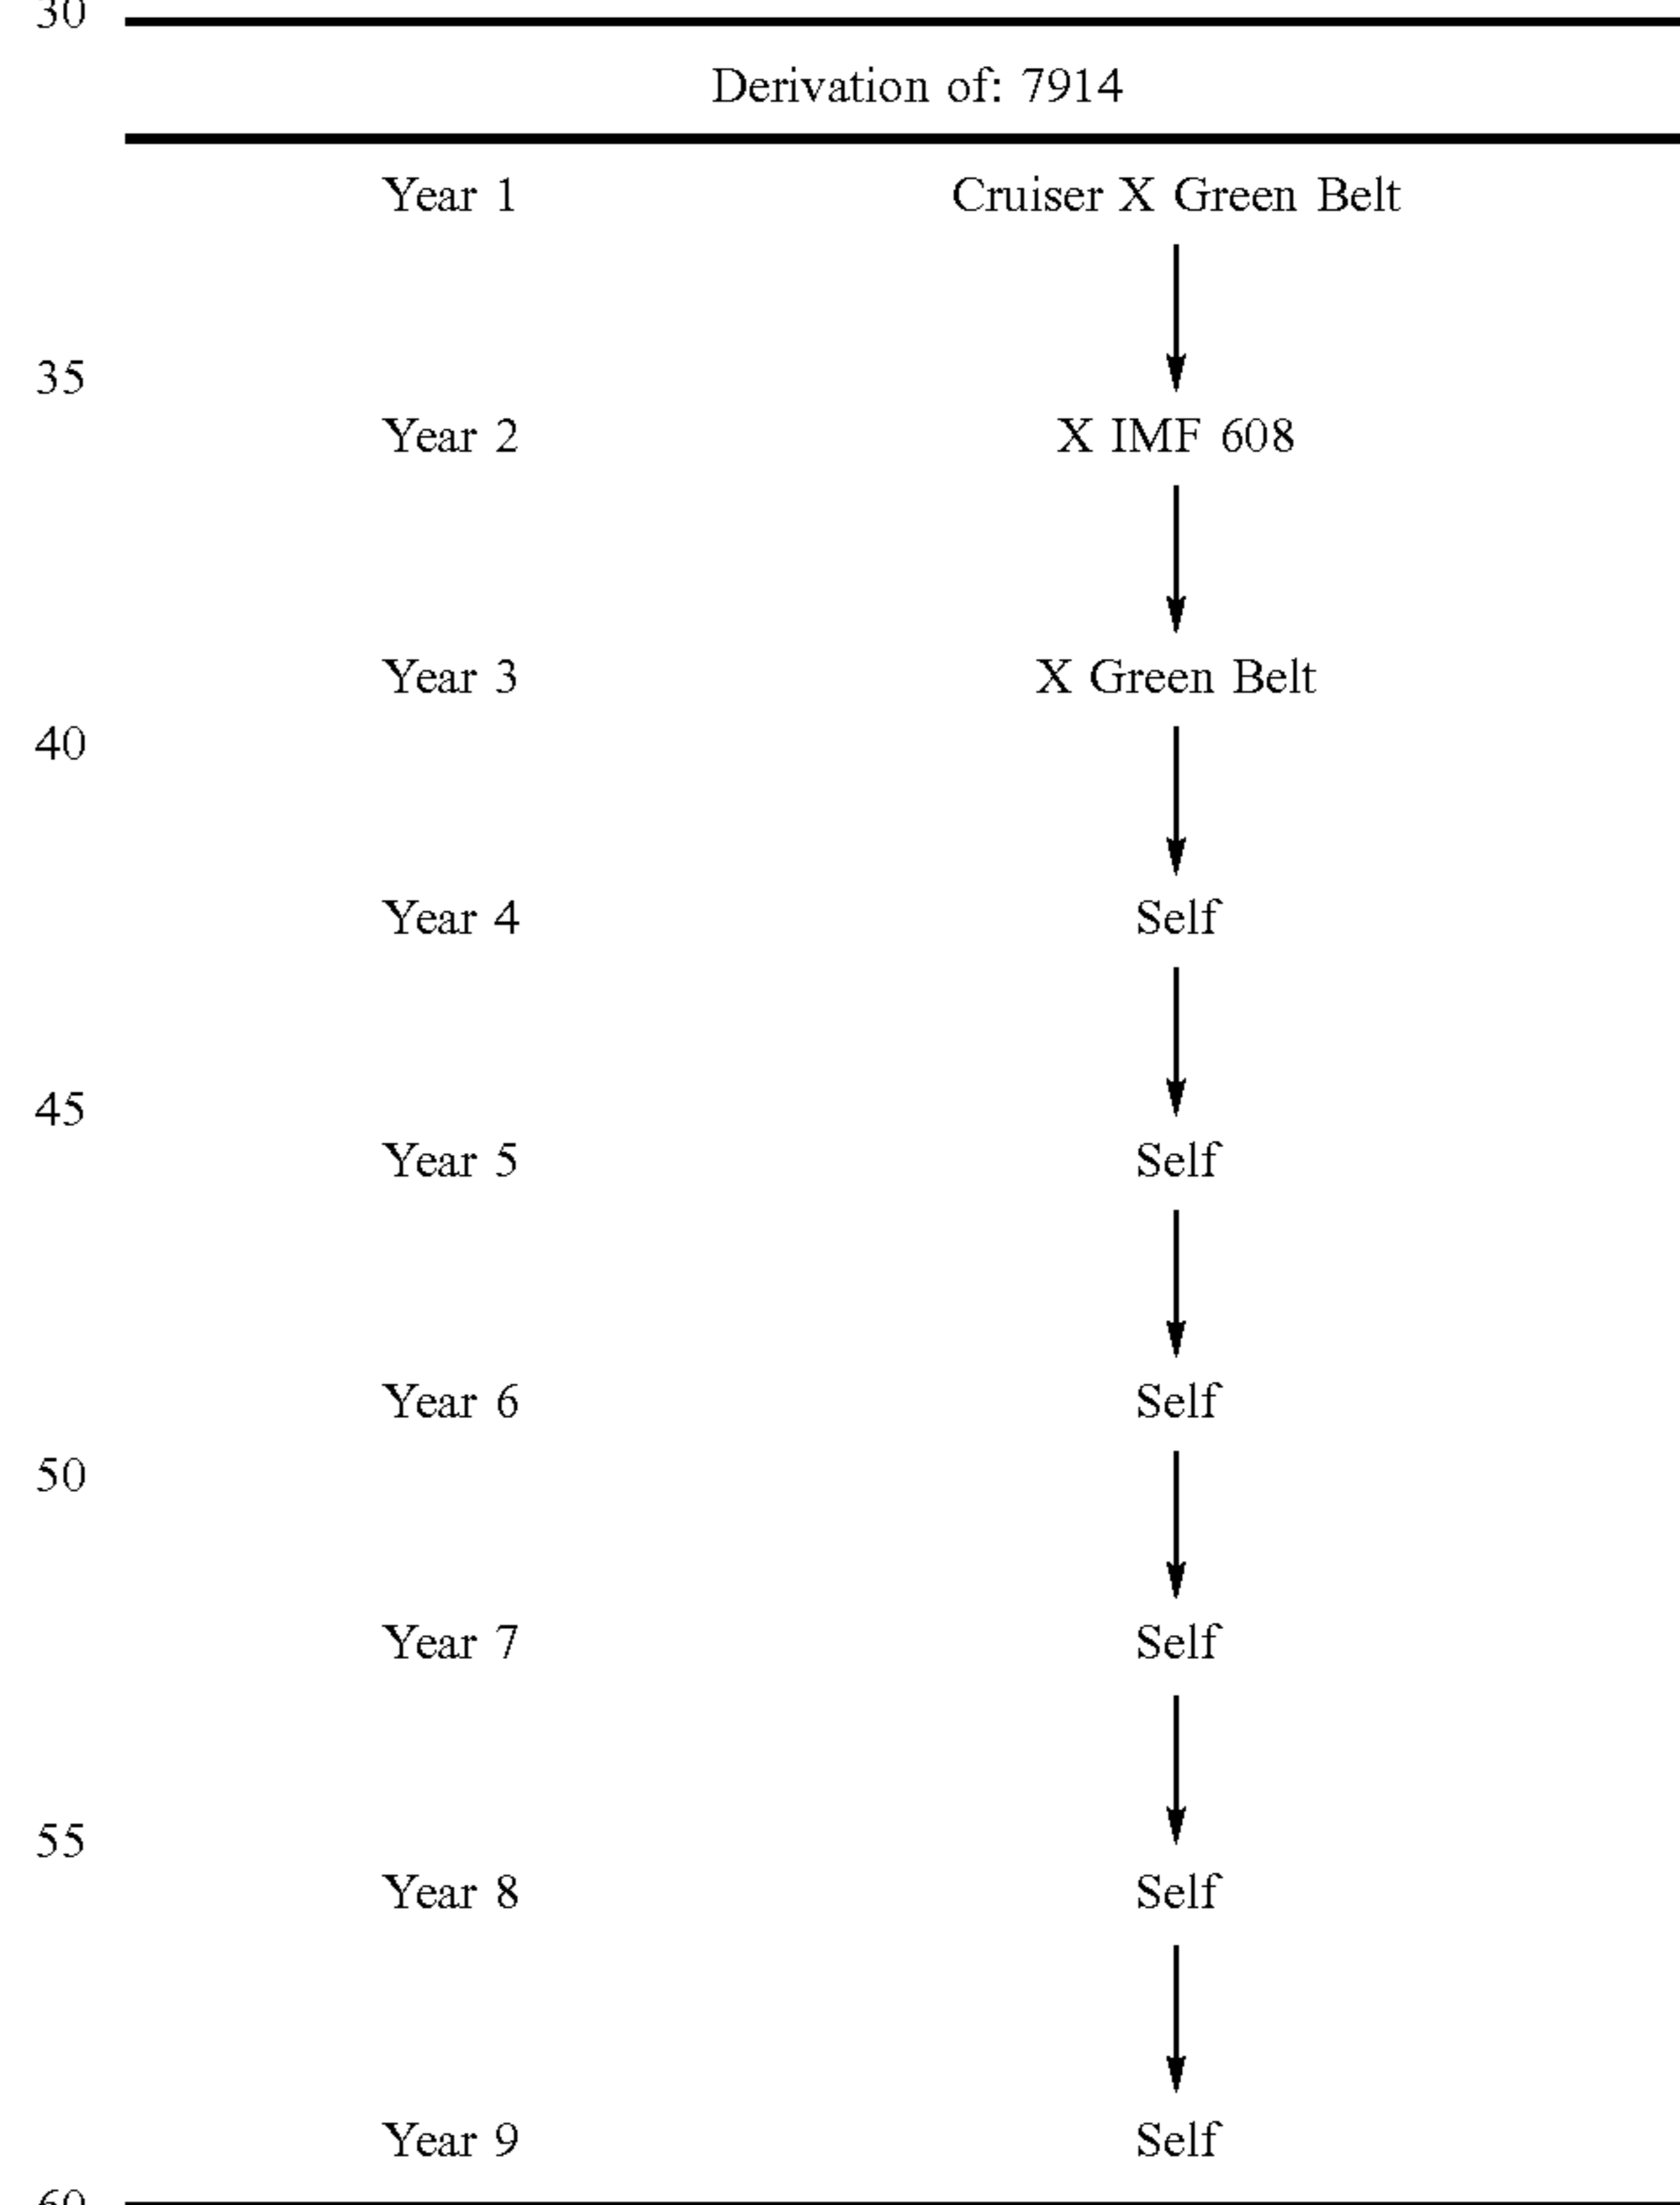 30
Derivation of: 7914
Year 1 Cruiser X Green Belt
35
Year 2 X IMF 608
Year 3 X Green Belt
40
Year 4 Self
45
Year 5 Self
Year 6 Self
50
Year 7 Self
55
Year 8 Self
Year 9 Self
60